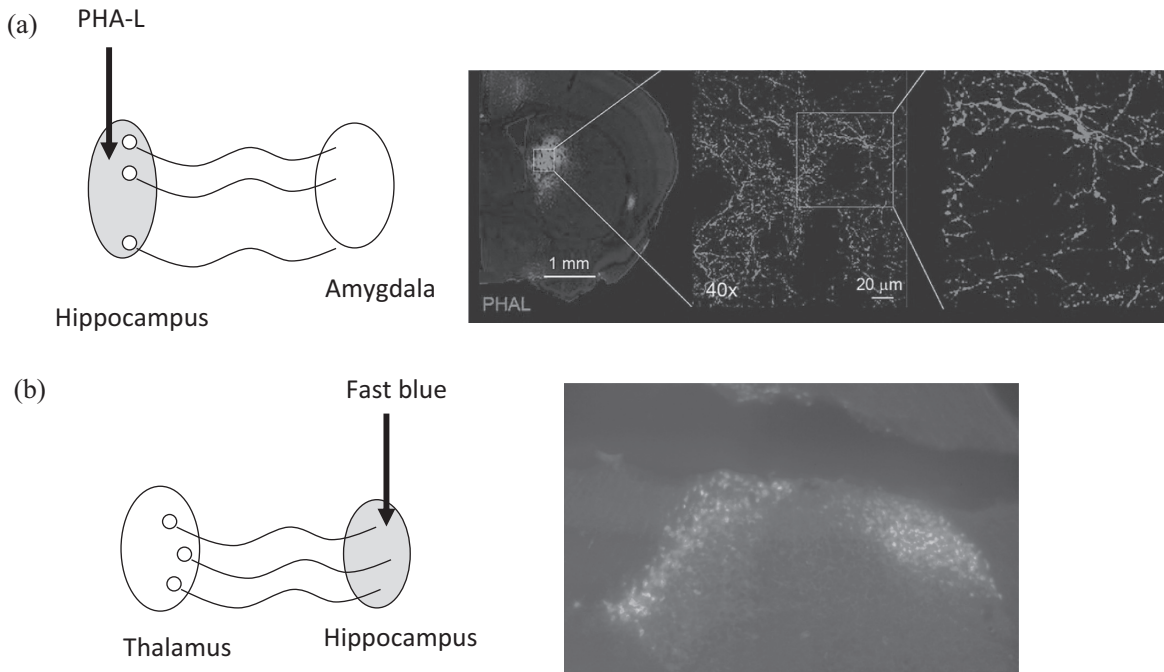 (a)
PHA-L
Hippocampus
Amygdala
1 mm
PHAL
40x
20 μm
(b)
Fast blue
Thalamus
Hippocampus